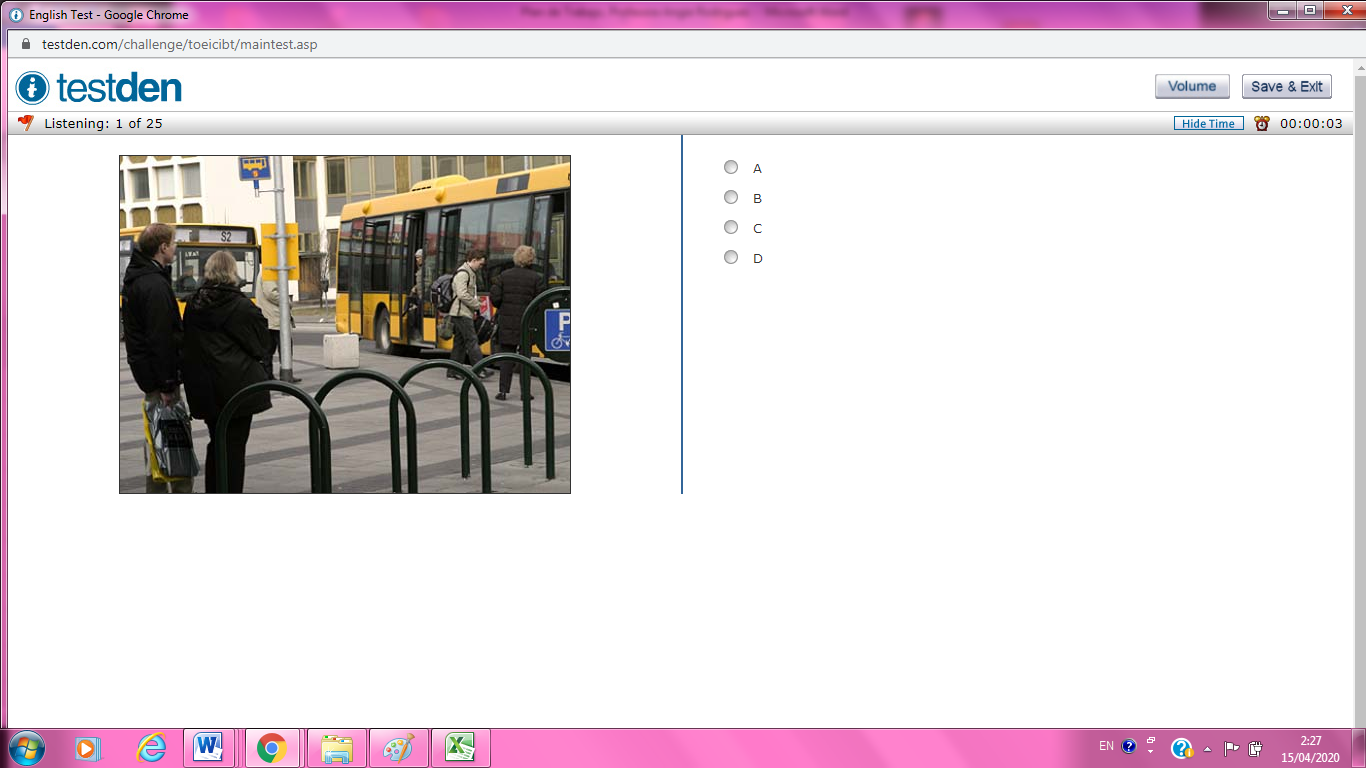 English Test - Google Chrome
testden.com/challenge/toeicibt/maintest.asp
testden
Volume
Save & Exit
Listening: 1 of 25
Hide Time
00:00:03
S
S2
P
A
B
C
D
EN
2:27
15/04/2020